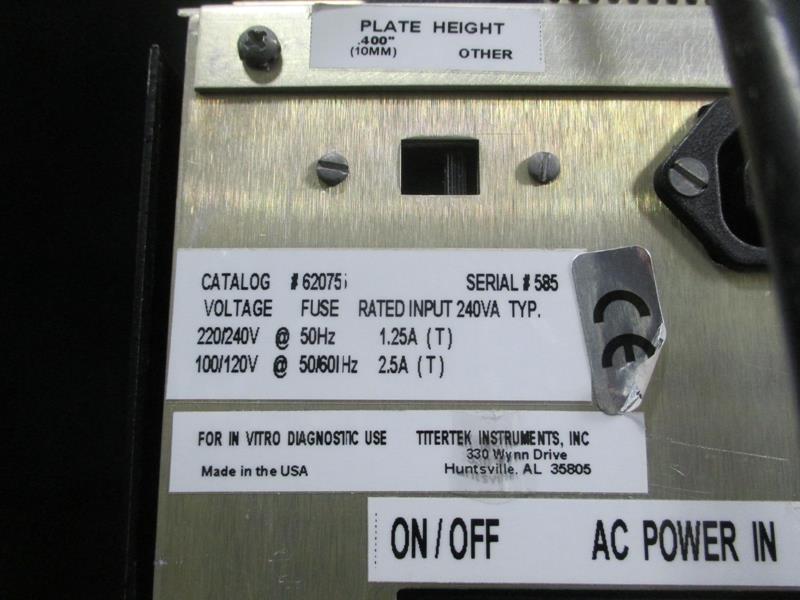 PLATE HEIGHT
.400"
(10MM) OTHER
CATALOG # 62075i SERIAL # 585
VOLTAGE FUSE RATED INPUT 240VA TYP.
220/240V @ 50Hz 1.25A (T)
100/120V @ 50/60Hz 2.5A (T)
CE
FOR IN VITRO DIAGNOSTIC USE TITERTEK INSTRUMENTS, INC
330 Wynn Drive
Made in the USA Huntsville, AL 35805
ON / OFF AC POWER IN